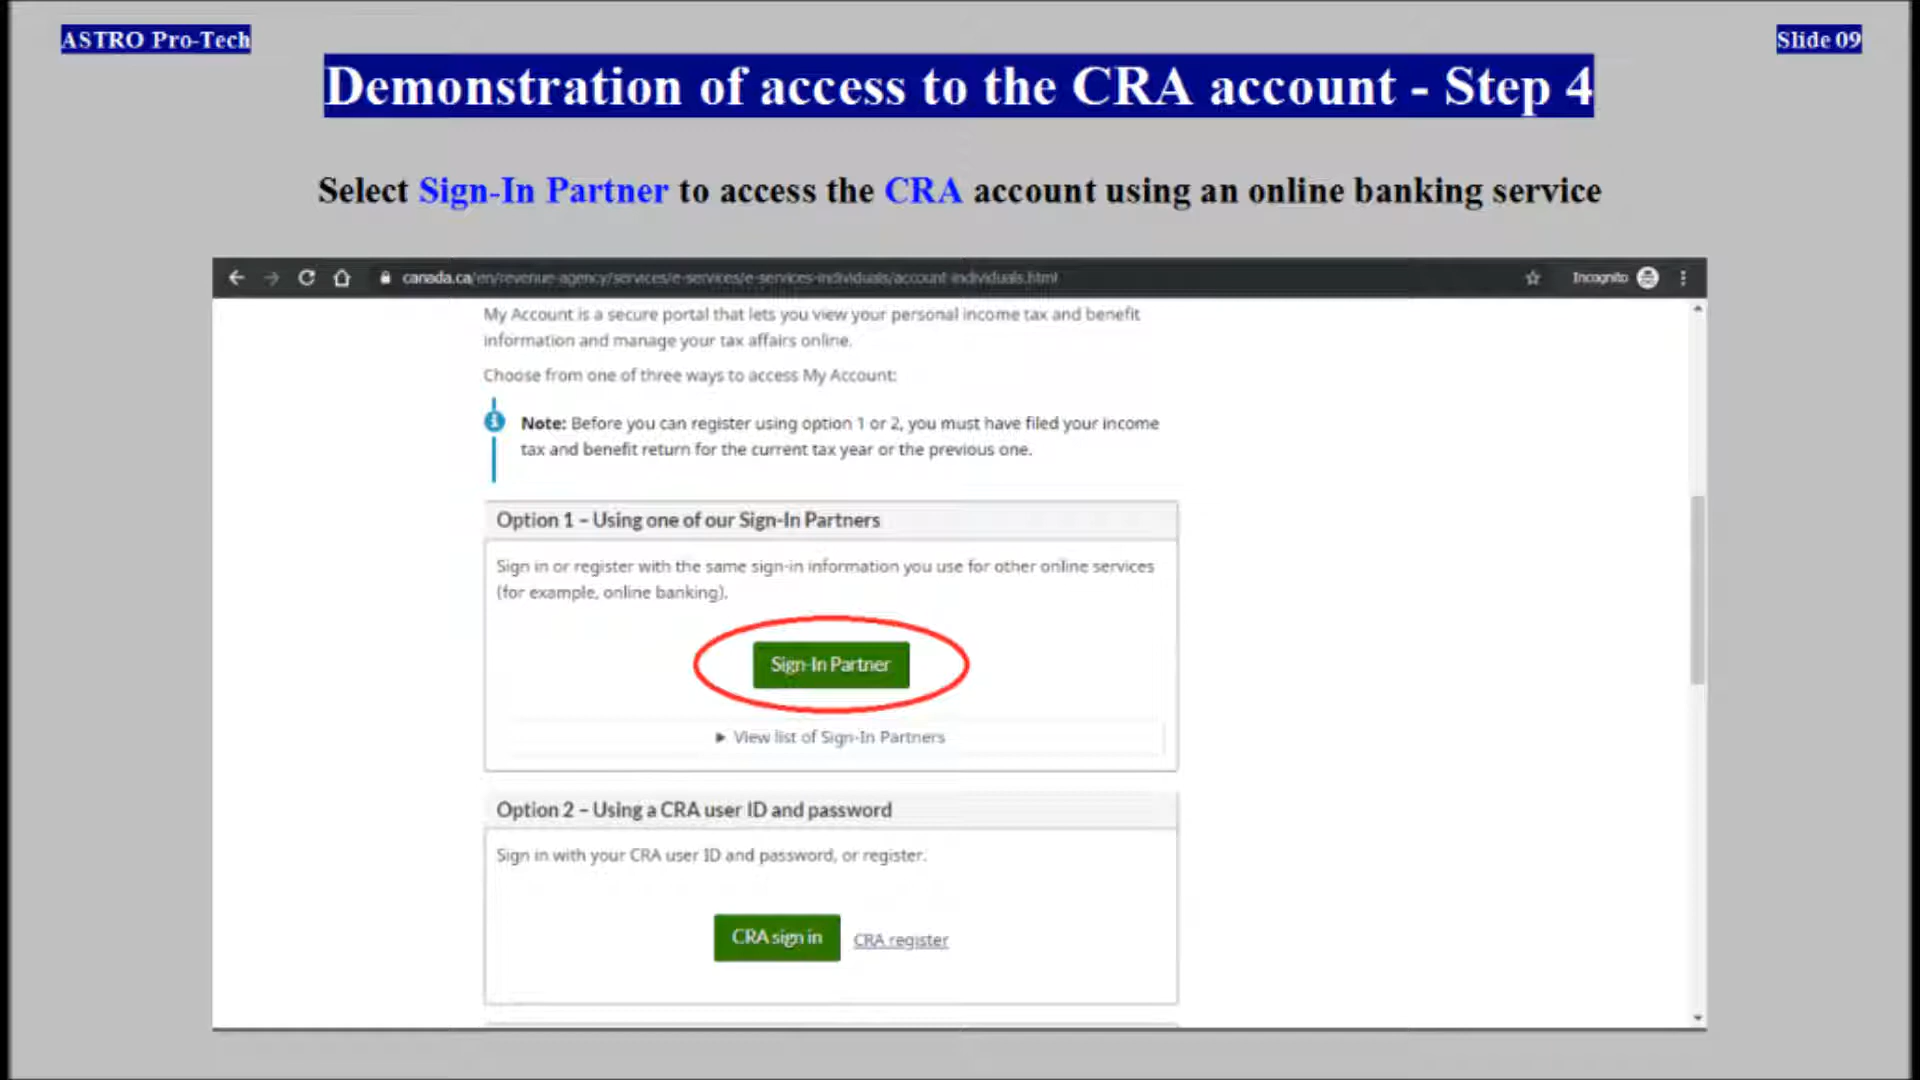 ASTRO Pro-Tech
Slide 09
Demonstration of access to the CRA account - Step 4
Select Sign-In Partner to access the CRA account using an online banking service
canada.ca/en/revenue-agency/services/e-services/e-services-individuals/account-individuals.html
Incognito
My Account is a secure portal that lets you view your personal income tax and benefit
information and manage your tax affairs online.
Choose from one of three ways to access My Account:
Note: Before you can register using option 1 or 2, you must have filed your income
tax and benefit return for the current tax year or the previous one.
Option 1 – Using one of our Sign-In Partners
Sign in or register with the same sign-in information you use for other online services
(for example, online banking).
Sign-In Partner
View list of Sign-In Partners
Option 2 – Using a CRA user ID and password
Sign in with your CRA user ID and password, or register.
CRA sign in
CRA register